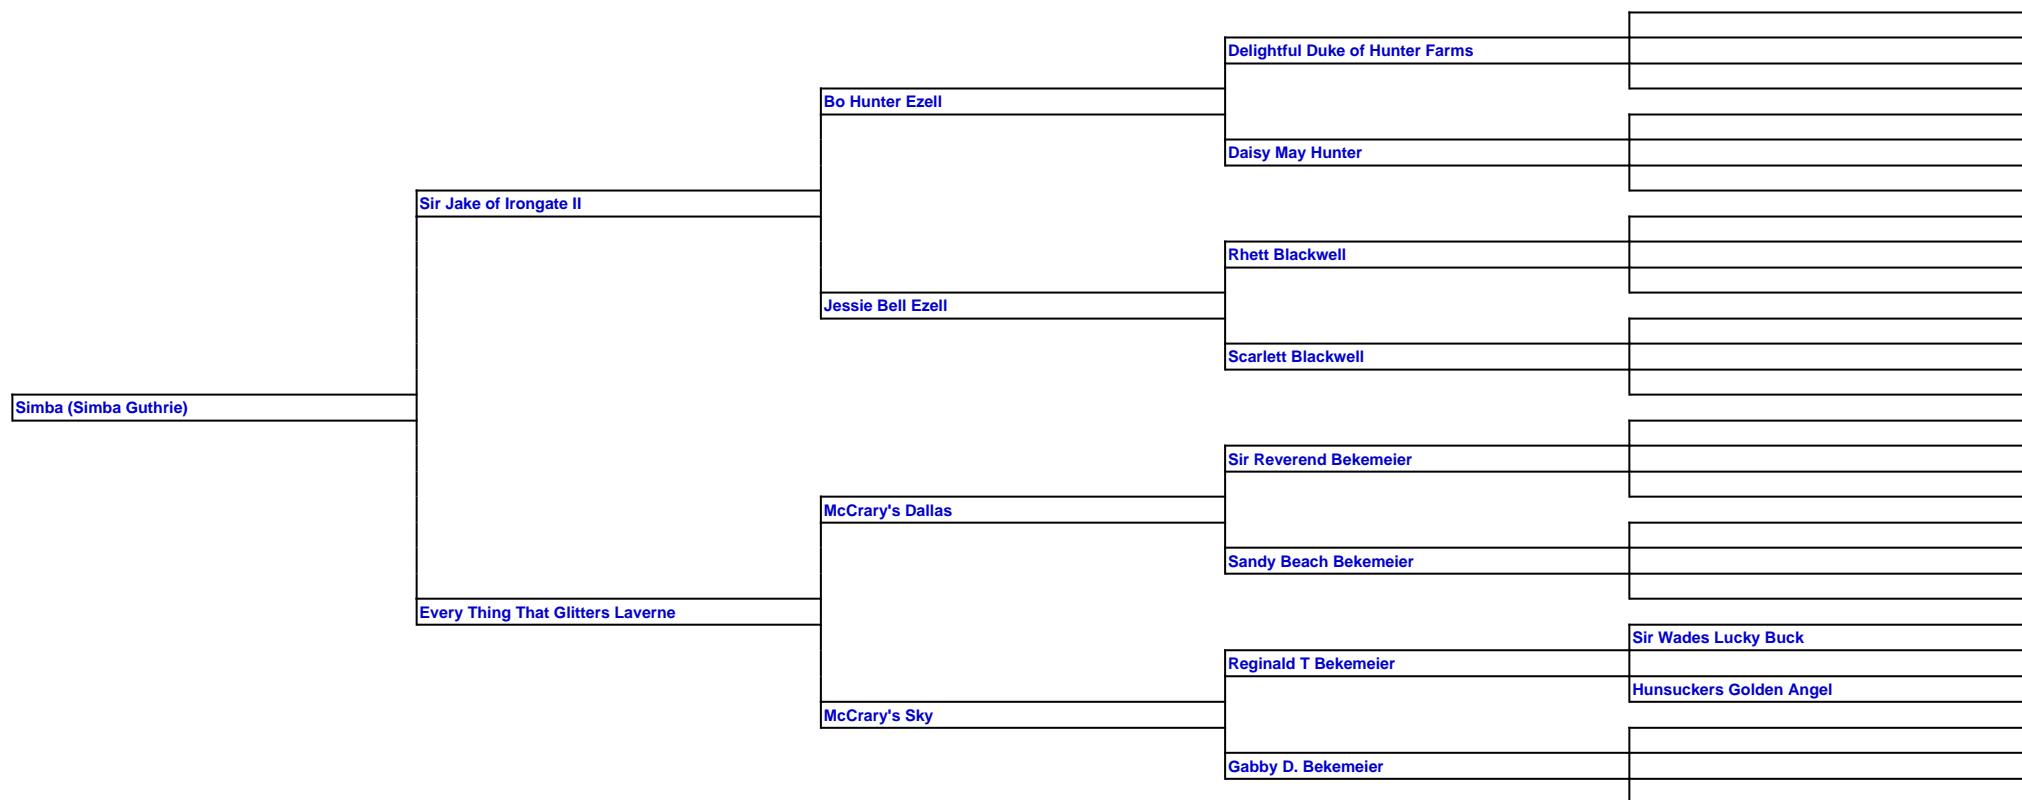 Delightful Duke of Hunter Farms
Bo Hunter Ezell
Daisy May Hunter
Sir Jake of Irongate II
Rhett Blackwell
Jessie Bell Ezell
Scarlett Blackwell
Simba (Simba Guthrie)
Sir Reverend Bekemeier
McCrary's Dallas
Sandy Beach Bekemeier
Every Thing That Glitters Laverne
Sir Wades Lucky Buck
Reginald T Bekemeier
Hunsuckers Golden Angel
McCrary's Sky
Gabby D. Bekemeier